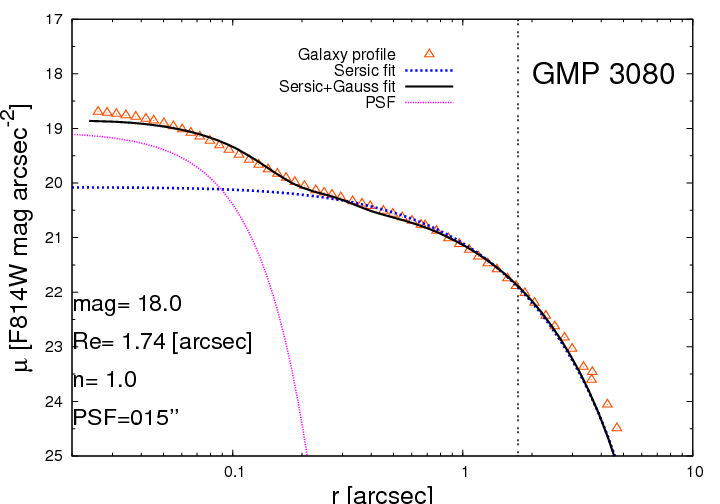 17
18
19
20
21
22
23
24
25
0.1
1
10
μ [F814W mag arcsec-2]
r [arcsec]
Galaxy profile
Sersic fit
Sersic+Gauss fit
PSF
GMP 3080
mag= 18.0
Re= 1.74 [arcsec]
n= 1.0
PSF=015”